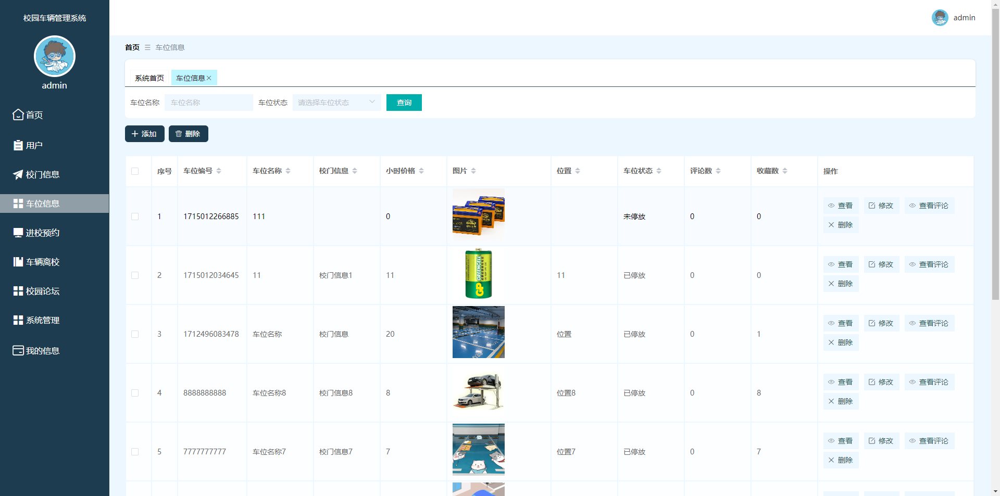 校园车辆管理系统
admin
admin
首页
用户
校门信息
车位信息
进校预约
车辆离校
校园论坛
系统管理
我的信息
首页 ☰ 车位信息
系统首页 车位信息
车位名称 车位名称 车位状态 请选择车位状态 查询
添加 删除
序号 车位编号 车位名称 校门信息 小时价格 图片 位置 车位状态 评论数 收藏数 操作
1 1715012266885 111 0 未停放 0 0 查看 修改 查看评论
删除
GREENCELL
GP
2 1715012034645 11 校门信息1 11 11 已停放 0 0 查看 修改 查看评论
删除
3 1712496083478 车位名称 校门信息 20 位置 已停放 0 1 查看 修改 查看评论
删除
4 8888888888 车位名称8 校门信息8 8 位置8 已停放 0 8 查看 修改 查看评论
删除
5 7777777777 车位名称7 校门信息7 7 位置7 已停放 0 7 查看 修改 查看评论
删除